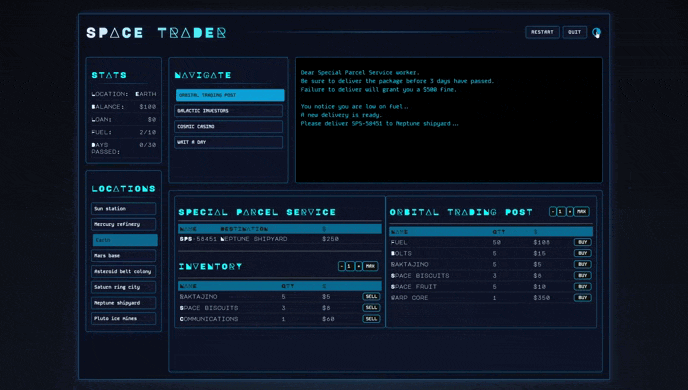 SPACE TRADER
RESTART
QUIT
STATS
LOCATION: EARTH
BALANCE: $100
LOAN: $0
FUEL: 2/10
DAYS PASSED: 0/30
NAVIGATE
ORBITAL TRADING POST
GALACTIC INVESTORS
COSMIC CASINO
WAIT A DAY
Dear Special Parcel Service worker.
Be sure to deliver the package before 3 days have passed.
Failure to deliver will grant you a $500 fine.
You notice you are low on fuel..
A new delivery is ready.
Please deliver SPS-58451 to Neptune shipyard...
LOCATIONS
Sun station
Mercury refinery
Earth
Mars base
Asteroid belt colony
Saturn ring city
Neptune shipyard
Pluto ice mines
SPECIAL PARCEL SERVICE
NAME DESTINATION $
SPS-58451 NEPTUNE SHIPYARD $250
INVENTORY - 1 + MAX
NAME QTY $
RAKTAJINO 5 $5 SELL
SPACE BISCUITS 3 $8 SELL
COMMUNICATIONS 1 $60 SELL
ORBITAL TRADING POST - 1 + MAX
NAME QTY $
FUEL 50 $108 BUY
BOLTS 5 $15 BUY
RAKTAJINO 5 $5 BUY
SPACE BISCUITS 3 $8 BUY
SPACE FRUIT 5 $10 BUY
WARP CORE 1 $350 BUY